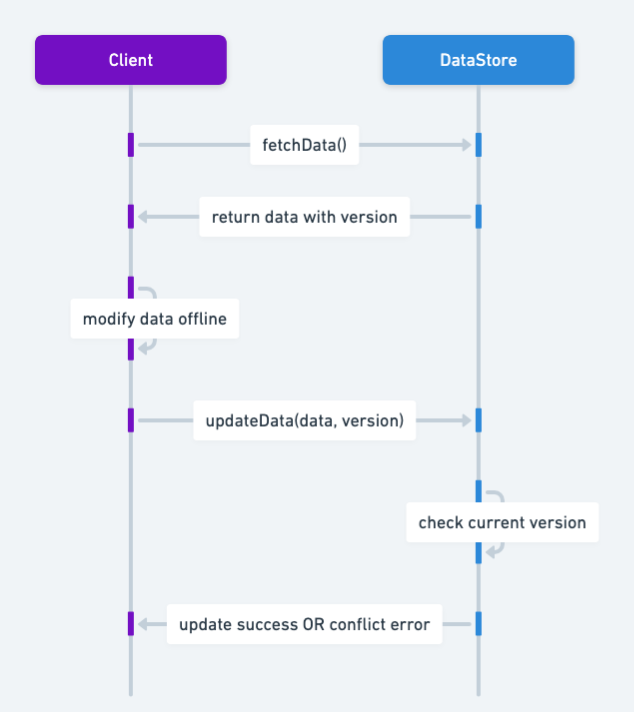 Client
DataStore
fetchData()
return data with version
modify data offline
updateData(data, version)
check current version
update success OR conflict error